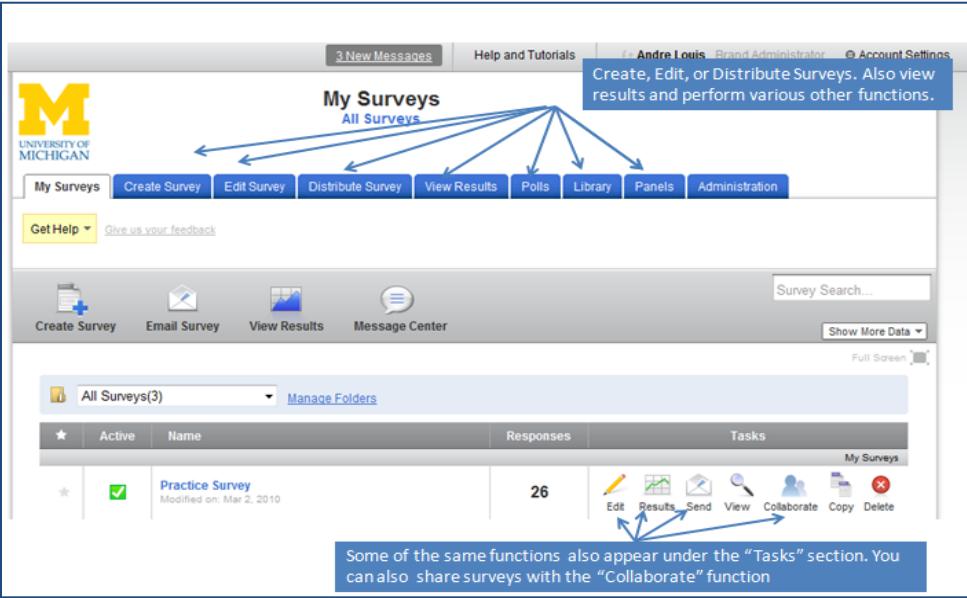 3 New Messages Help and Tutorials Andre Louis Brand Administrator Account Settings
Create, Edit, or Distribute Surveys. Also view
results and perform various other functions.
My Surveys
All Surveys
M
UNIVERSITY OF
MICHIGAN
My Surveys Create Survey Edit Survey Distribute Survey View Results Polls Library Panels Administration
Get Help Give us your feedback
Survey Search...
Create Survey Email Survey View Results Message Center
Show More Data
Full Screen
All Surveys(3) Manage Folders
Active Name Responses Tasks
My Surveys
Practice Survey
Modified on: Mar 2, 2010
26
Edit Results Send View Collaborate Copy Delete
Some of the same functions also appear under the “Tasks” section. You
can also share surveys with the “Collaborate” function